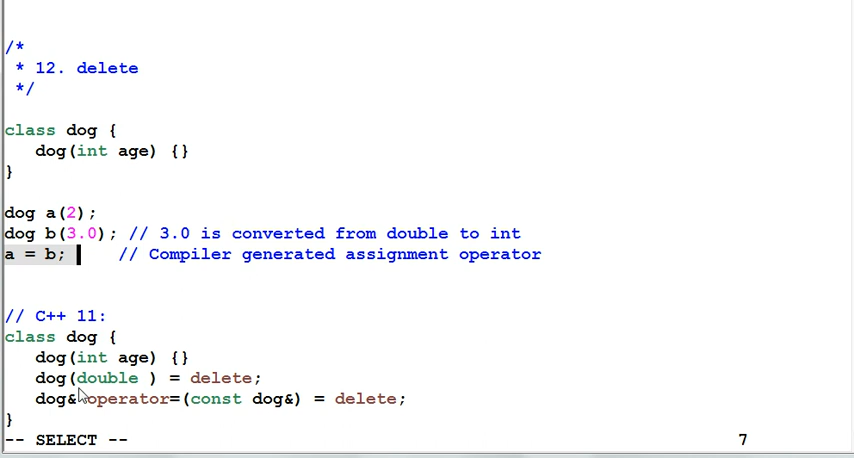 /*
 * 12. delete
 */
class dog {
   dog(int age) {}
}
dog a(2);
dog b(3.0); // 3.0 is converted from double to int
a = b;     // Compiler generated assignment operator
// C++ 11:
class dog {
   dog(int age) {}
   dog(double ) = delete;
   dog& operator=(const dog&) = delete;
}
-- SELECT --                                                            7